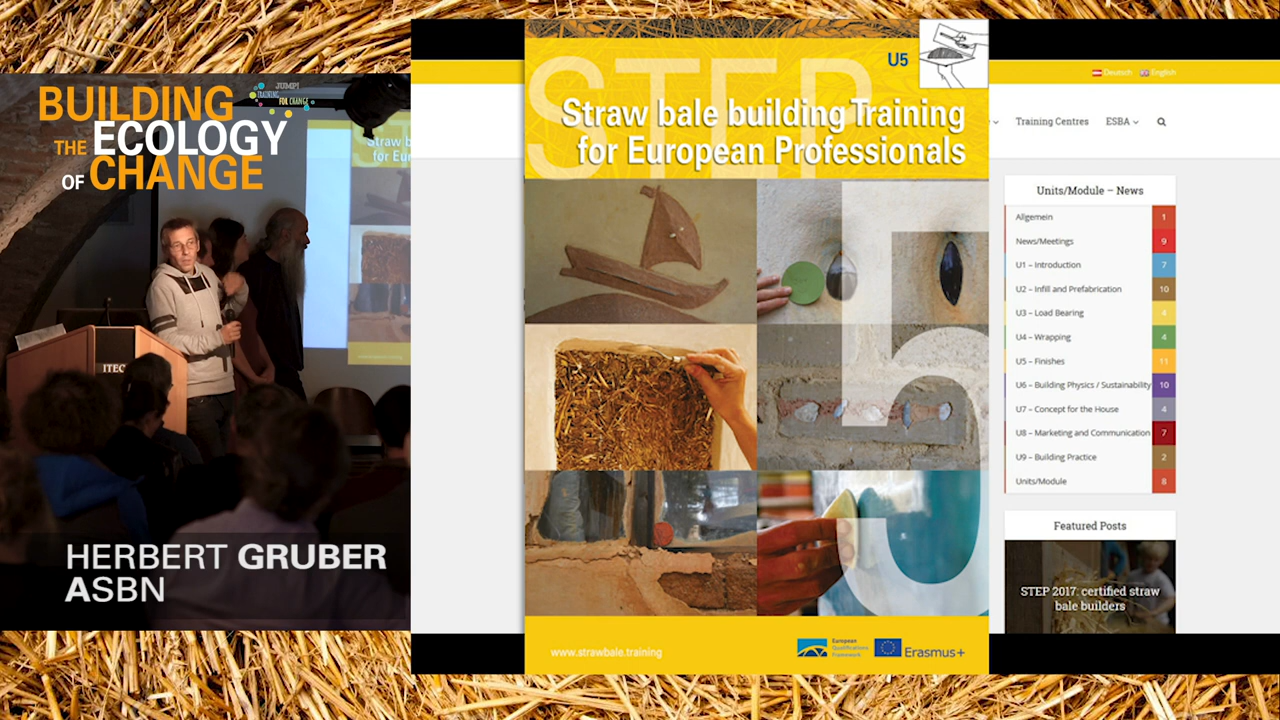 BUILDING
THE ECOLOGY
OF CHANGE
JUMP!
TRAINING
FOR CHANGE
ITEC
HERBERT GRUBER
ASBN
U5
STEP
Straw bale building Training
for European Professionals
5
www.strawbale.training
European
Qualifications
Framework
Erasmus+
Deutsch
English
Training Centres
ESBA
Units/Module – News
Allgemein 1
News/Meetings 9
U1 – Introduction 7
U2 – Infill and Prefabrication 10
U3 – Load Bearing 4
U4 – Wrapping 4
U5 – Finishes 11
U6 – Building Physics / Sustainability 10
U7 – Concept for the House 4
U8 – Marketing and Communication 7
U9 – Building Practice 2
Units/Module 8
Featured Posts
STEP 2017: certified straw
bale builders